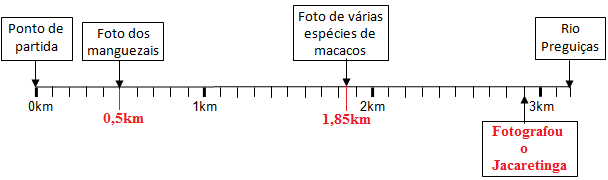 Ponto de
partida
Foto dos
manguezais
Foto de várias
espécies de
macacos
Rio
Preguiças
0km
0,5km
1km
1,85km
2km
3km
Fotografou
o
Jacaretinga